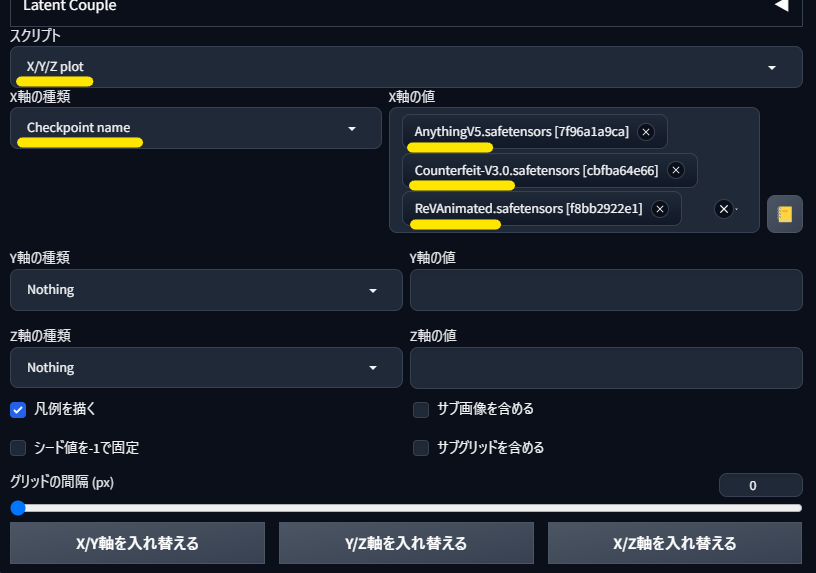 Latent Couple
スクリプト
X/Y/Z plot
X軸の種類
X軸の値
Checkpoint name
AnythingV5.safetensors [7f96a1a9ca]
Counterfeit-V3.0.safetensors [cbfba64e66]
ReVAnimated.safetensors [f8bb2922e1]
Y軸の種類
Y軸の値
Nothing
Z軸の種類
Z軸の値
Nothing
凡例を描く
サブ画像を含める
シード値を-1で固定
サブグリッドを含める
グリッドの間隔 (px)
0
X/Y軸を入れ替える
Y/Z軸を入れ替える
X/Z軸を入れ替える